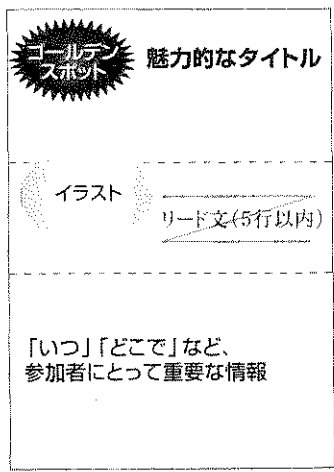 ゴールデン
スポット
魅力的なタイトル
イラスト
リード文(5行以内)
「いつ」「どこで」など、
参加者にとって重要な情報